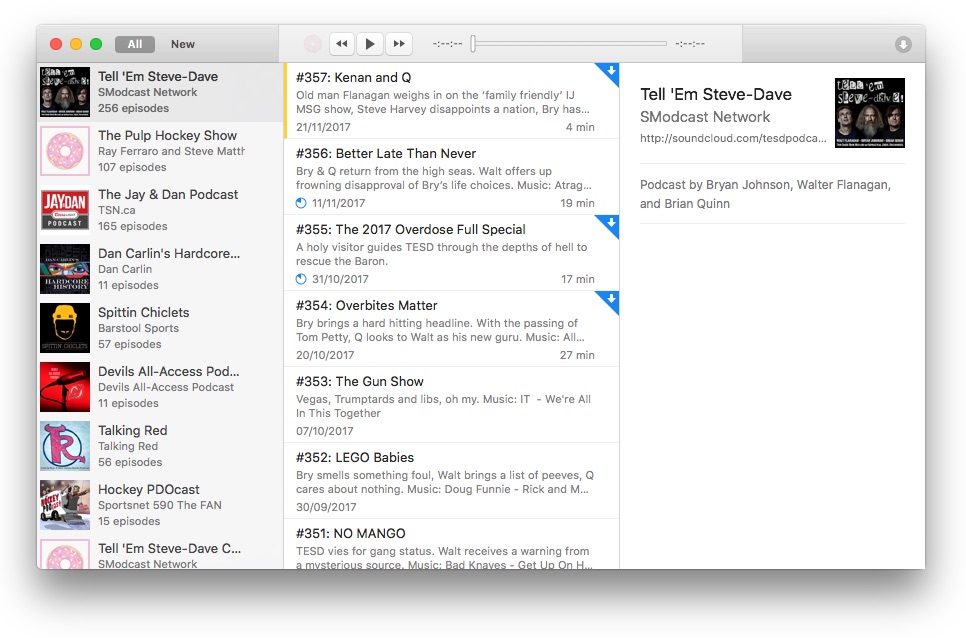 All
New
-:--:--
-:--:--
Tell 'Em Steve-Dave
SModcast Network
256 episodes
The Pulp Hockey Show
Ray Ferraro and Steve Matth
107 episodes
JAY DAN
PODCAST
The Jay & Dan Podcast
TSN.ca
165 episodes
HARDCORE
HISTORY
Dan Carlin's Hardcore...
Dan Carlin
11 episodes
SPITTIN CHICLETS
Spittin Chiclets
Barstool Sports
57 episodes
Devils All-Access Pod...
Devils All-Access Podcast
11 episodes
Talking Red
Talking Red
56 episodes
Hockey PDOcast
Sportsnet 590 The FAN
15 episodes
Tell 'Em Steve-Dave C...
SModcast Network
#357: Kenan and Q
Old man Flanagan weighs in on the ‘family friendly’ IJ
MSG show, Steve Harvey disappoints a nation, Bry has...
21/11/2017
4 min
#356: Better Late Than Never
Bry & Q return from the high seas. Walt offers up
frowning disapproval of Bry’s life choices. Music: Atrag...
11/11/2017
19 min
#355: The 2017 Overdose Full Special
A holy visitor guides TESD through the depths of hell to
rescue the Baron.
31/10/2017
17 min
#354: Overbites Matter
Bry brings a hard hitting headline. With the passing of
Tom Petty, Q looks to Walt as his new guru. Music: All...
20/10/2017
27 min
#353: The Gun Show
Vegas, Trumptards and libs, oh my. Music: IT  - We're All
In This Together
07/10/2017
#352: LEGO Babies
Bry smells something foul, Walt brings a list of peeves, Q
cares about nothing. Music: Doug Funnie - Rick and M...
30/09/2017
#351: NO MANGO
TESD vies for gang status. Walt receives a warning from
a mysterious source. Music: Bad Knaves - Get Up On H...
Tell 'Em Steve-Dave
SModcast Network
http://soundcloud.com/tesdpodca...
tell 'em
steve-dave!
Podcast by Bryan Johnson, Walter Flanagan,
and Brian Quinn